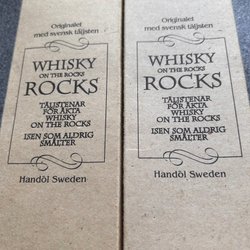 Originalet
med svensk täljsten
WHISKY
ON THE ROCKS
ROCKS
TÄLJSTENAR
FÖR ÄKTA
WHISKY
ON THE ROCKS
ISEN SOM ALDRIG
SMÄLTER
Handöl Sweden
Originalet
med svensk täljsten
WHISKY
ON THE ROCKS
ROCKS
TÄLJSTENAR
FÖR ÄKTA
WHISKY
ON THE ROCKS
ISEN SOM ALDRIG
SMÄLTER
Handöl Sweden